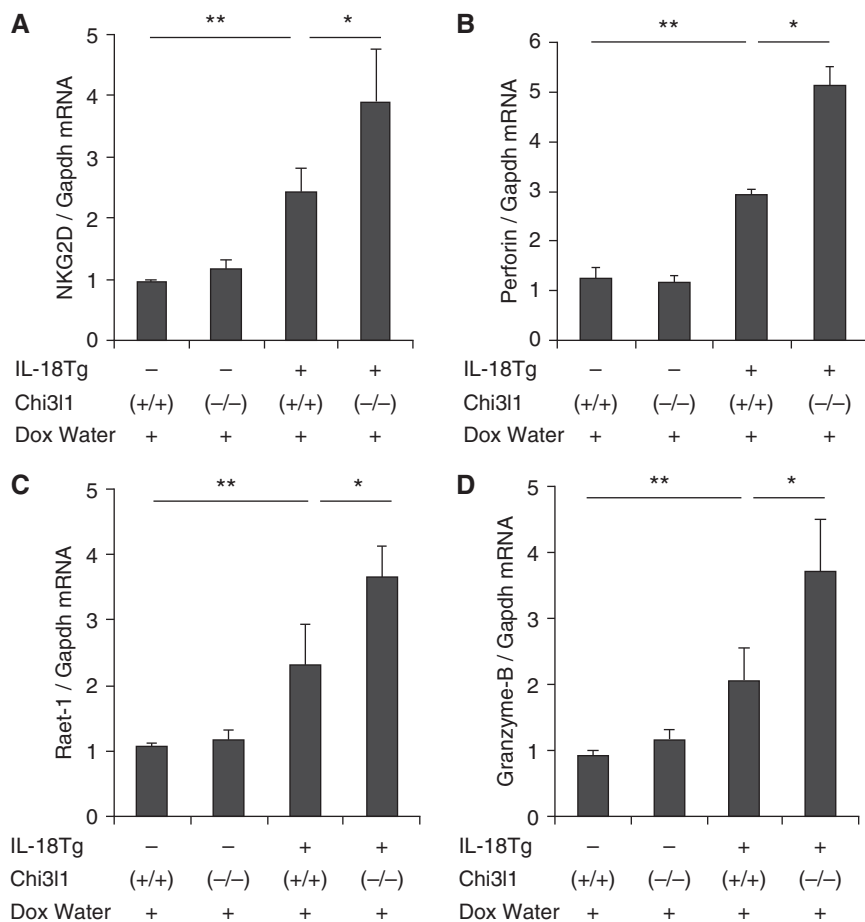 A
NKG2D / Gapdh mRNA
5
4
3
2
1
0
** *
IL-18Tg – – + +
Chi3l1 (+/+) (–/–) (+/+) (–/–)
Dox Water + + + +
B
Perforin / Gapdh mRNA
6
5
4
3
2
1
0
** *
IL-18Tg – – + +
Chi3l1 (+/+) (–/–) (+/+) (–/–)
Dox Water + + + +
C
Raet-1 / Gapdh mRNA
5
4
3
2
1
0
** *
IL-18Tg – – + +
Chi3l1 (+/+) (–/–) (+/+) (–/–)
Dox Water + + + +
D
Granzyme-B / Gapdh mRNA
5
4
3
2
1
0
** *
IL-18Tg – – + +
Chi3l1 (+/+) (–/–) (+/+) (–/–)
Dox Water + + + +